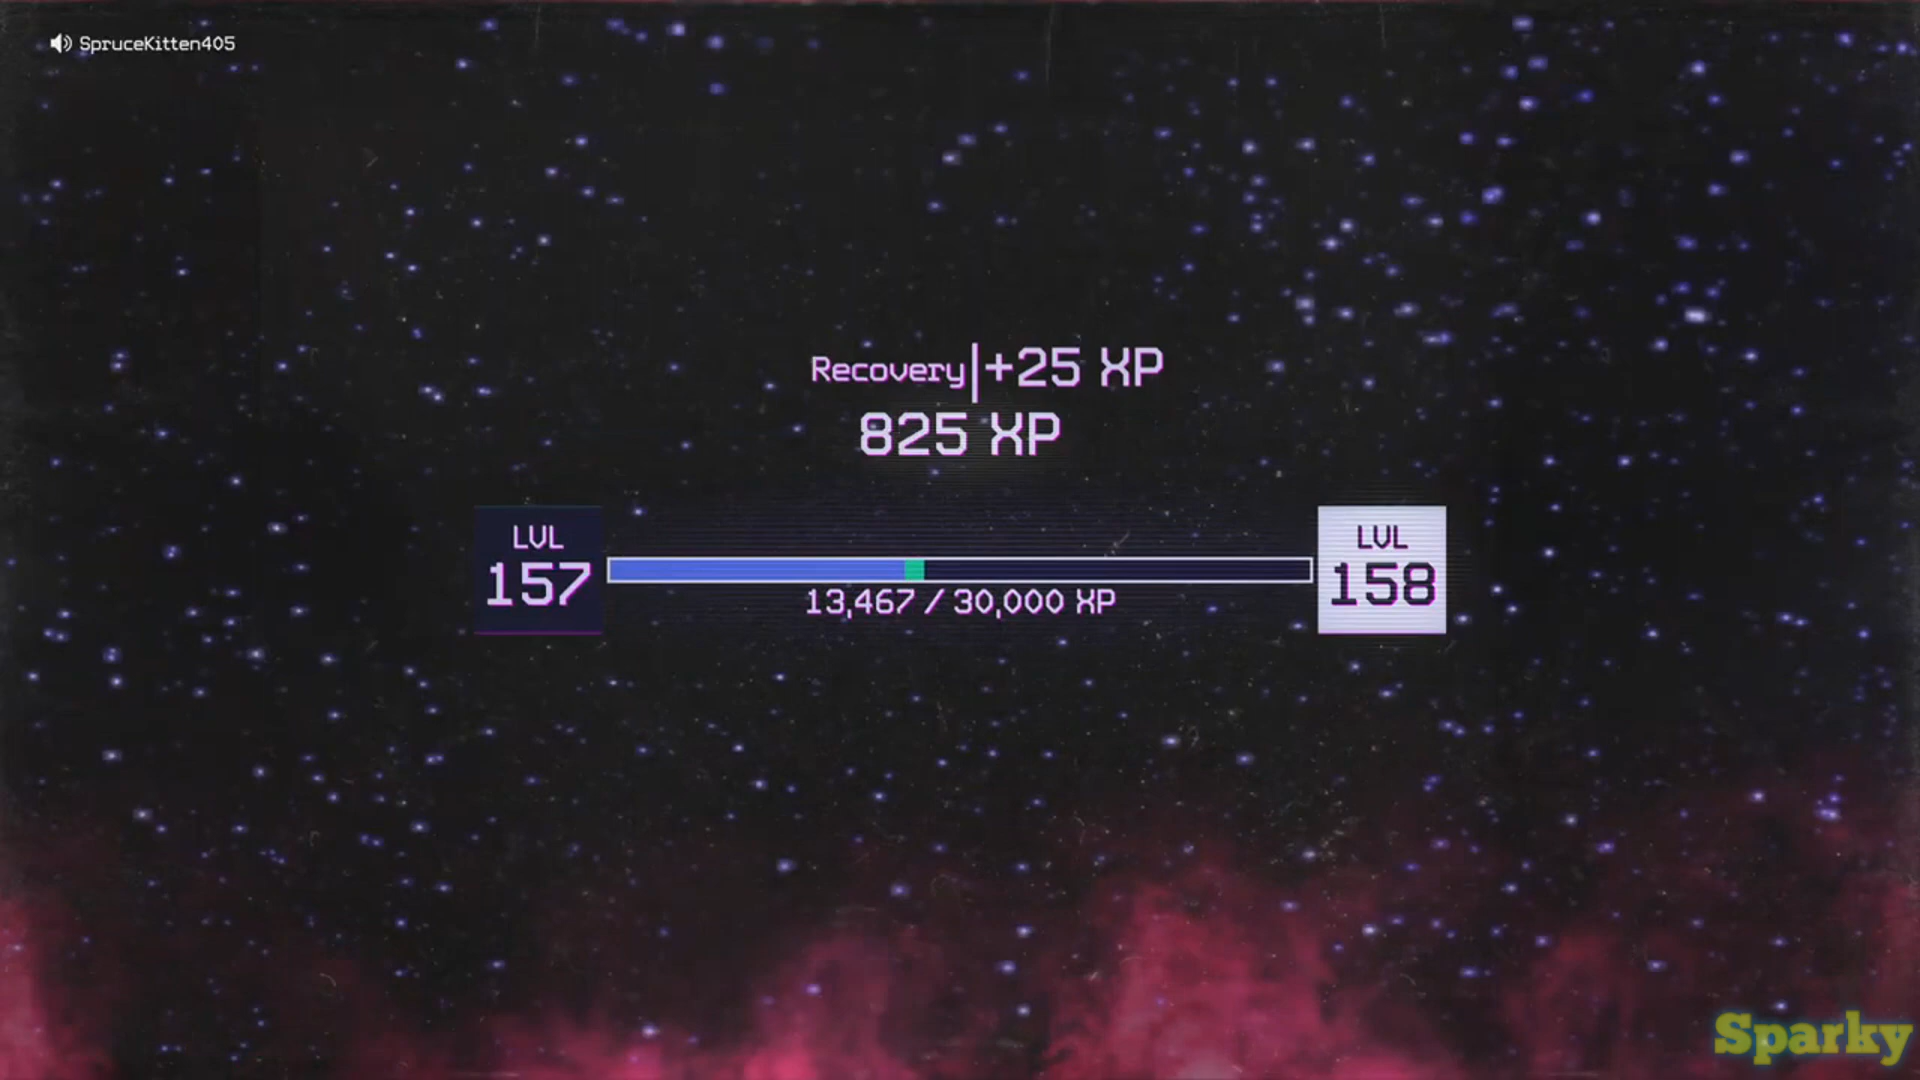 SpruceKitten405
Recovery|+25 XP
825 XP
LVL
157
13,467 / 30,000 XP
LVL
158
Sparky